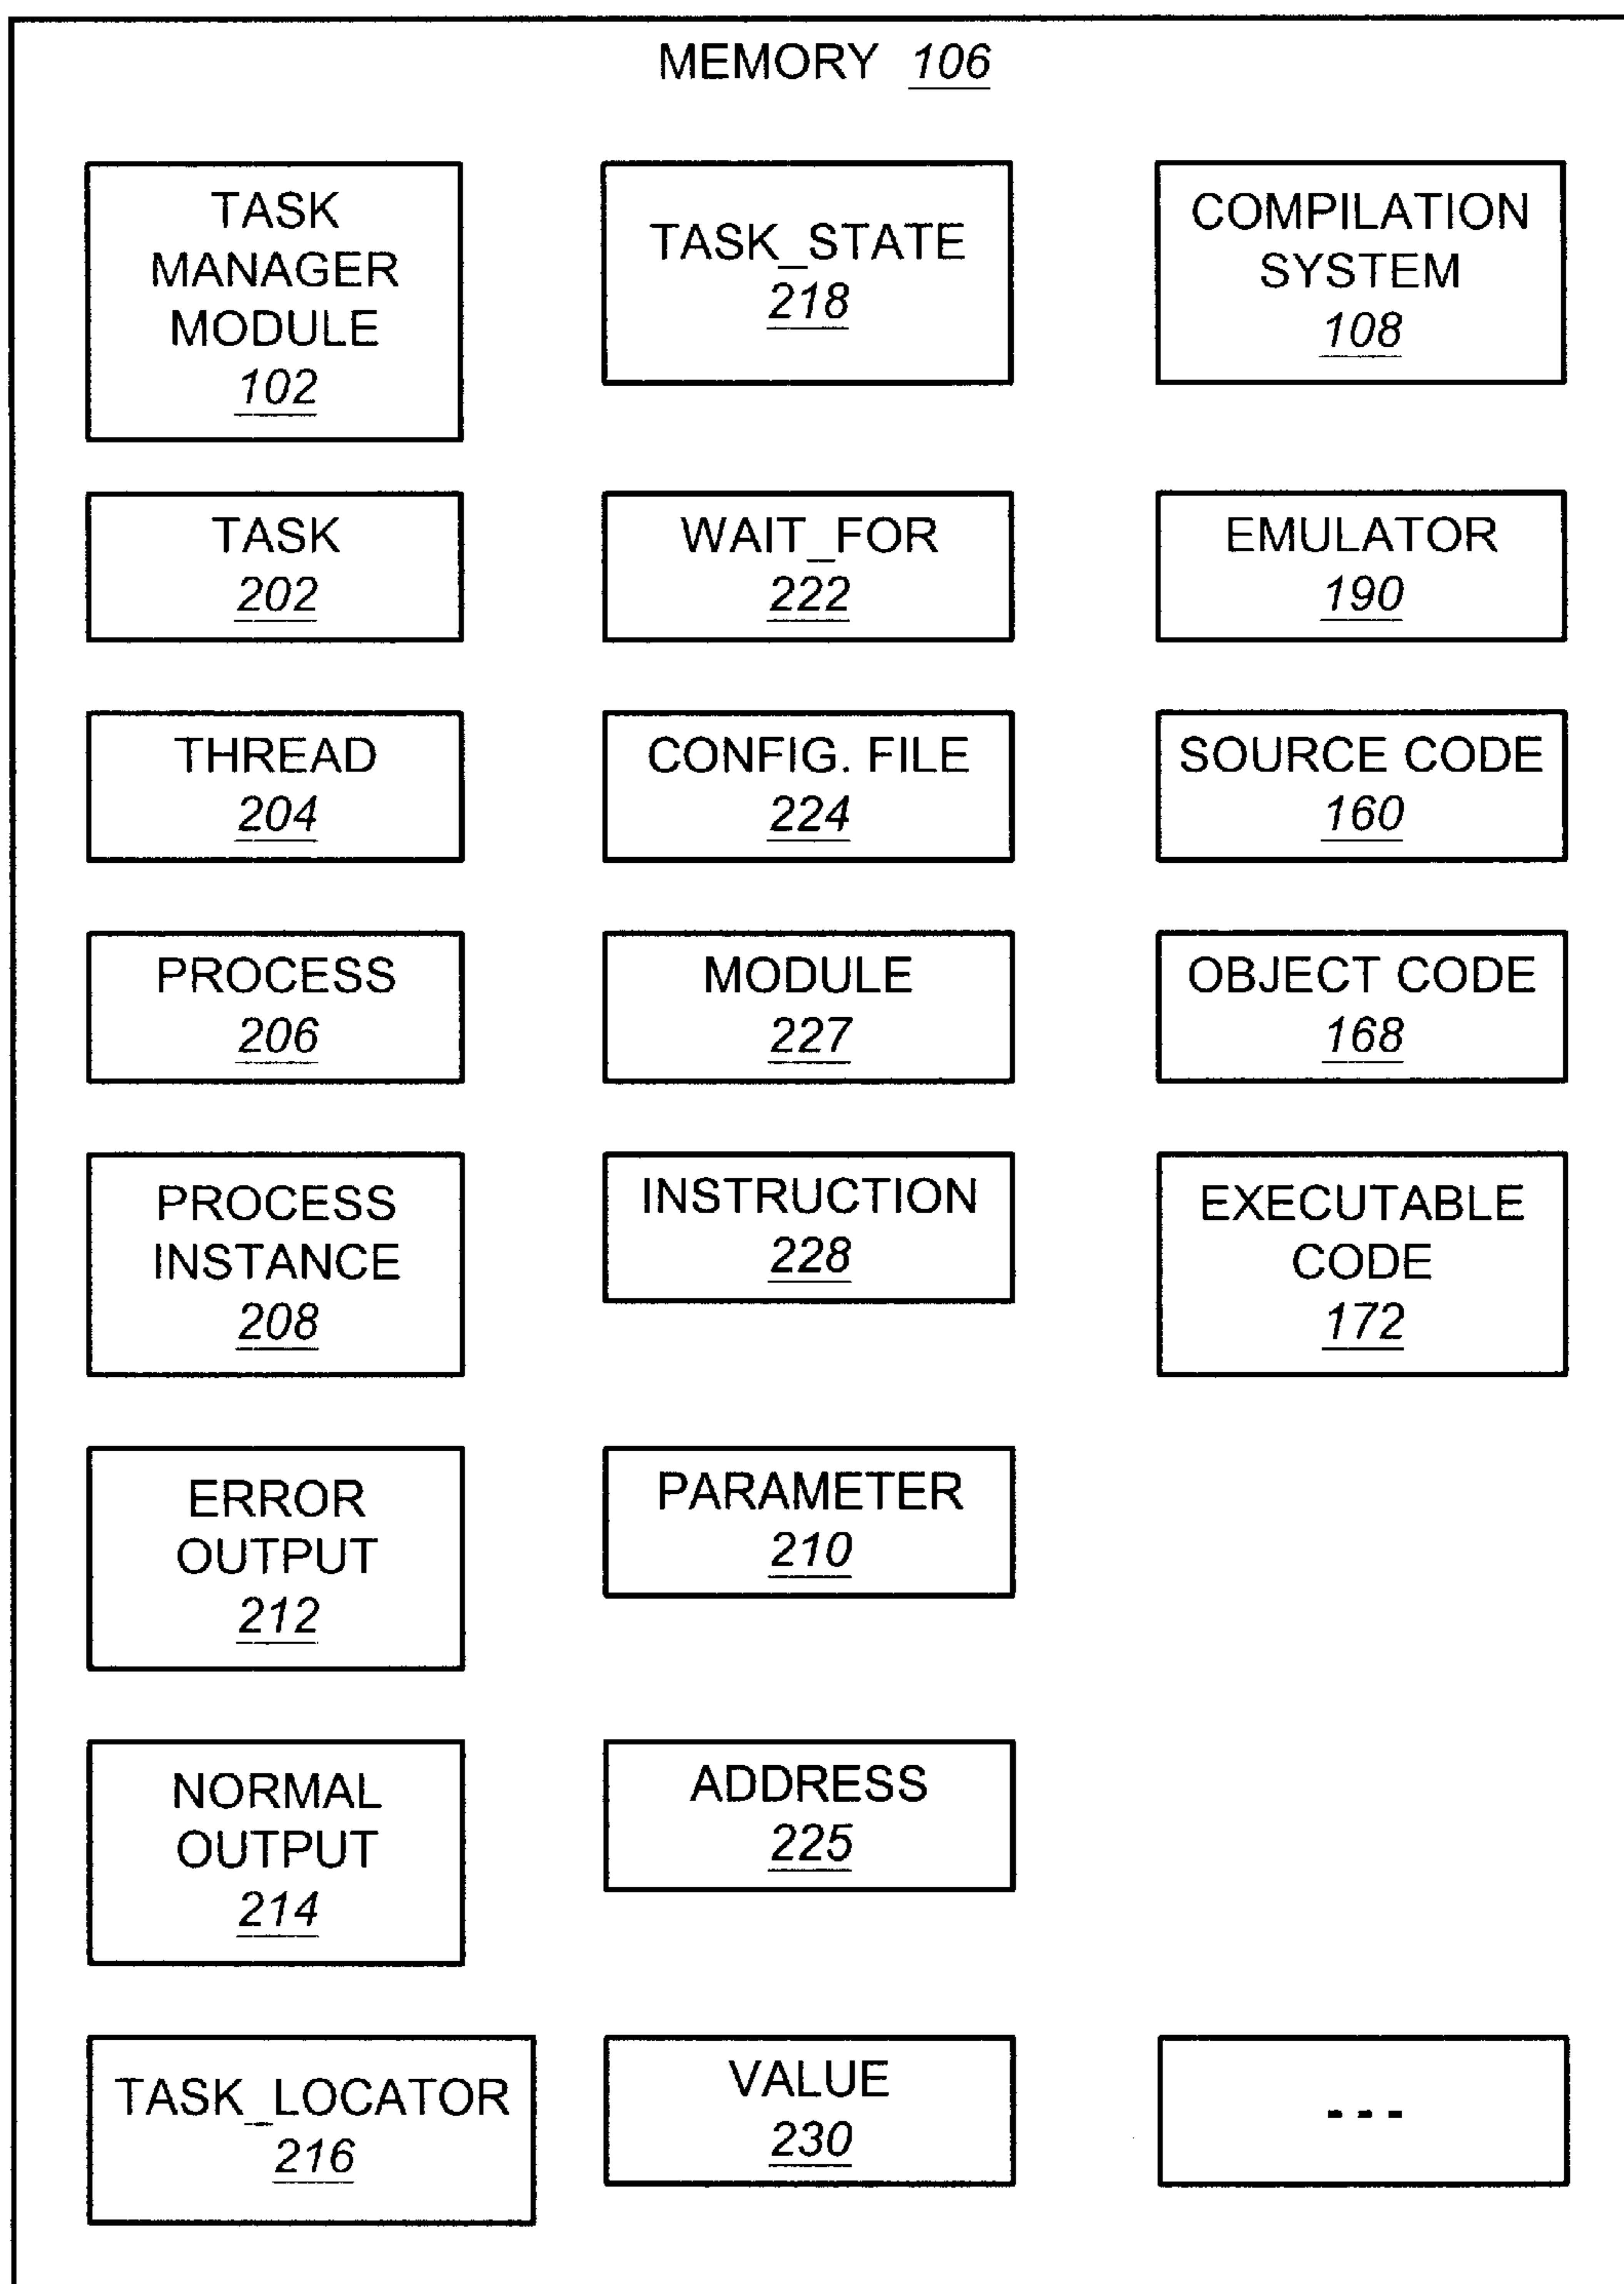 MEMORY 106
TASK
MANAGER
MODULE
102
TASK_STATE
218
COMPILATION
SYSTEM
108
TASK
202
WAIT_FOR
222
EMULATOR
190
THREAD
204
CONFIG. FILE
224
SOURCE CODE
160
PROCESS
206
MODULE
227
OBJECT CODE
168
PROCESS
INSTANCE
208
INSTRUCTION
228
EXECUTABLE
CODE
172
ERROR
OUTPUT
212
PARAMETER
210
NORMAL
OUTPUT
214
ADDRESS
225
TASK_LOCATOR
216
VALUE
230
---